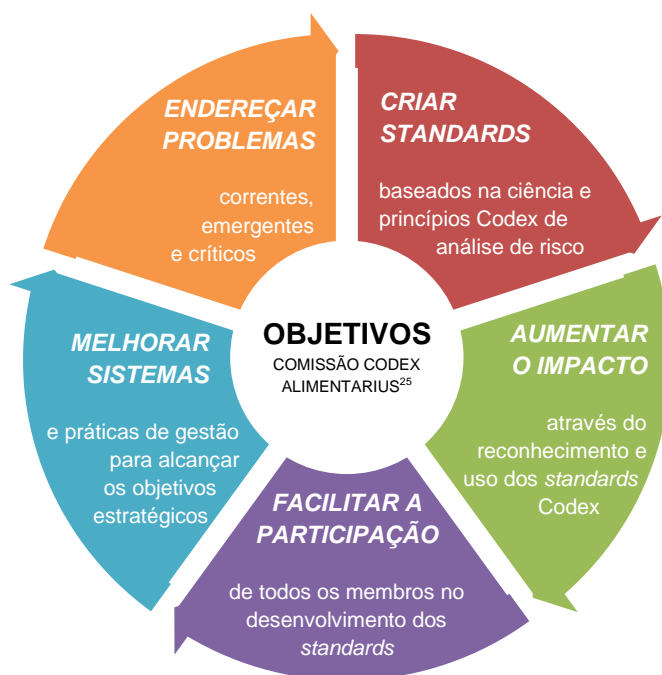 ENDEREÇAR
PROBLEMAS
correntes,
emergentes
e críticos
CRIAR
STANDARDS
baseados na ciência e
princípios Codex de
análise de risco
OBJETIVOS
COMISSÃO CODEX
ALIMENTARIUS²⁵
AUMENTAR
O IMPACTO
através do
reconhecimento e
uso dos standards
Codex
FACILITAR A
PARTICIPAÇÃO
de todos os membros no
desenvolvimento dos
standards
MELHORAR
SISTEMAS
e práticas de gestão
para alcançar
os objetivos
estratégicos